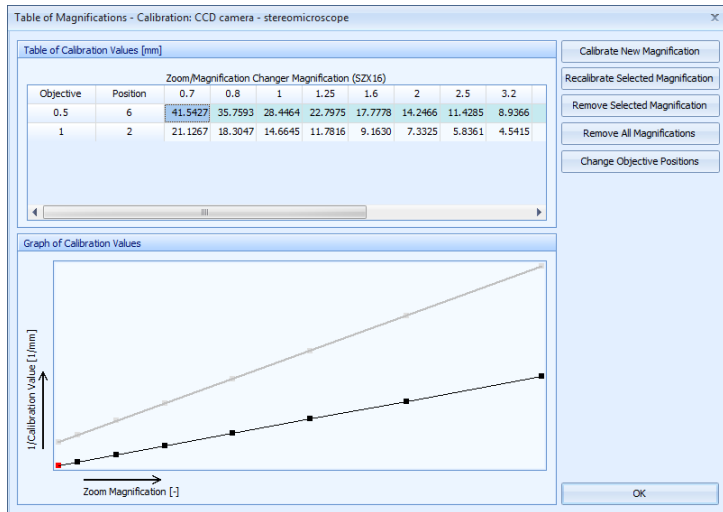 Table of Magnifications - Calibration: CCD camera - stereomicroscope
Table of Calibration Values [mm]
Zoom/Magnification Changer Magnification (SZX16)
Objective Position 0.7 0.8 1 1.25 1.6 2 2.5 3.2
0.5 6 41.5427 35.7593 28.4464 22.7975 17.7778 14.2466 11.4285 8.9366
1 2 21.1267 18.3047 14.6645 11.7816 9.1630 7.3325 5.8361 4.5415
Calibrate New Magnification
Recalibrate Selected Magnification
Remove Selected Magnification
Remove All Magnifications
Change Objective Positions
Graph of Calibration Values
1/Calibration Value [1/mm]
Zoom Magnification [-]
OK